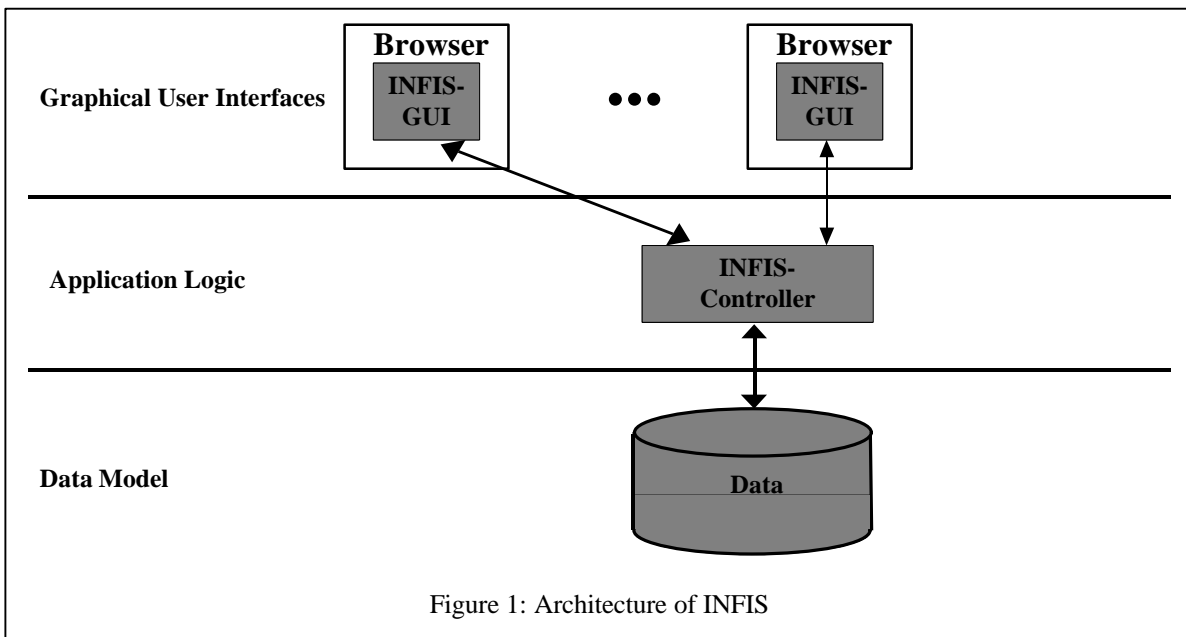 Browser
INFIS-
GUI
Browser
INFIS-
GUI
Graphical User Interfaces
Application Logic
INFIS-
Controller
Data Model
Data
Figure 1: Architecture of INFIS